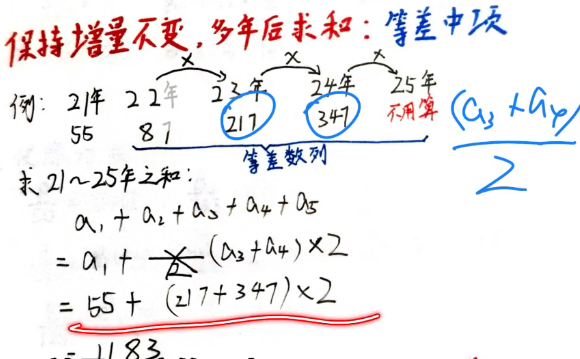 保持增量不变，多年后求和：等差中项
x x x
例： 21年 22年 23年 24年 25年
55 87 217 347 不用算
等差数列
(a₃+a₄)
2
求21~25年之和：
a₁+a₂+a₃+a₄+a₅
= a₁+ (a₃+a₄)×2
= 55+ (217+347)×2
1183